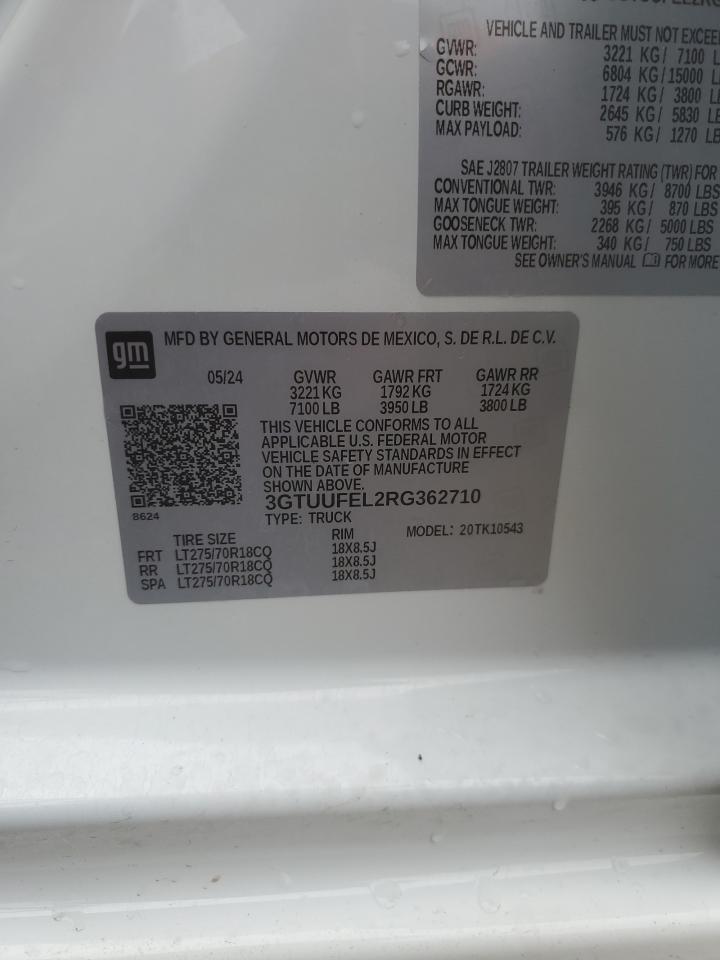 VEHICLE AND TRAILER MUST NOT EXCEED
GVWR: 3221 KG/ 7100 LB
GCWR: 6804 KG/15000 LB
RGAWR: 1724 KG/ 3800 LB
CURB WEIGHT: 2645 KG/ 5830 LB
MAX PAYLOAD: 576 KG/ 1270 LB
SAE J2807 TRAILER WEIGHT RATING (TWR) FOR
CONVENTIONAL TWR: 3946 KG/ 8700 LBS
MAX TONGUE WEIGHT: 395 KG/ 870 LBS
GOOSENECK TWR: 2268 KG/ 5000 LBS
MAX TONGUE WEIGHT: 340 KG/ 750 LBS
SEE OWNER'S MANUAL FOR MORE
gm
MFD BY GENERAL MOTORS DE MEXICO, S. DE R.L. DE C.V.
05/24 GVWR GAWR FRT GAWR RR
3221 KG 1792 KG 1724 KG
7100 LB 3950 LB 3800 LB
THIS VEHICLE CONFORMS TO ALL
APPLICABLE U.S. FEDERAL MOTOR
VEHICLE SAFETY STANDARDS IN EFFECT
ON THE DATE OF MANUFACTURE
SHOWN ABOVE.
3GTUUFEL2RG362710
8624
TYPE: TRUCK MODEL: 20TK10543
TIRE SIZE RIM
FRT LT275/70R18CQ 18X8.5J
RR LT275/70R18CQ 18X8.5J
SPA LT275/70R18CQ 18X8.5J